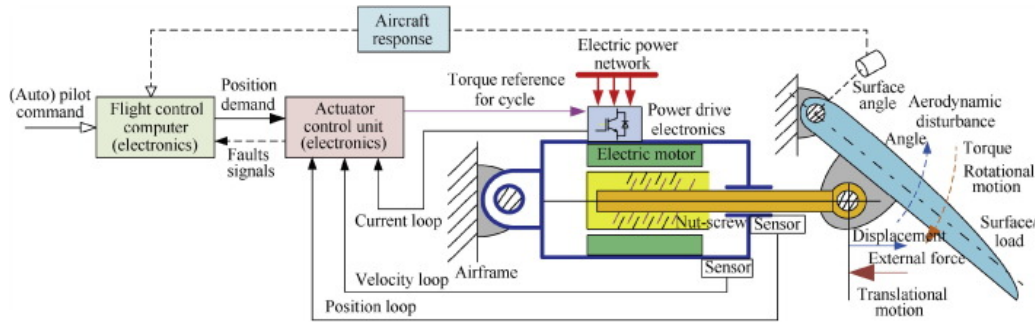 Aircraft
response
Electric power
network
(Auto) pilot
command
Flight control
computer
(electronics)
Position
demand
Faults
signals
Actuator
control unit
(electronics)
Torque reference
for cycle
Power drive
electronics
Electric motor
Nut-screw
Sensor
Sensor
Current loop
Velocity loop
Position loop
Airframe
Surface
angle
Aerodynamic
disturbance
Angle
Torque
Rotational
motion
Surface/
load
Displacement
External force
Translational
motion